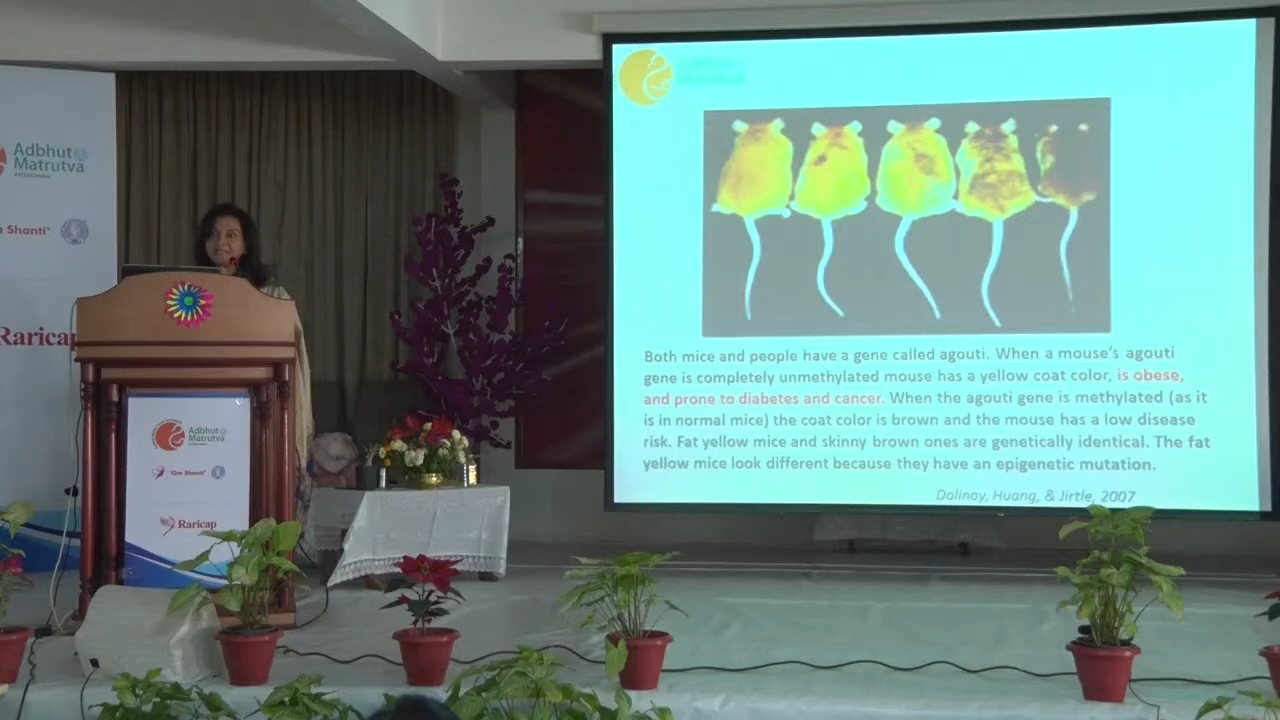 Adbhut
Matrutva
Om Shanti"
Raricap
Adbhut
Matrutva
"Om Shanti"
Raricap
Both mice and people have a gene called agouti. When a mouse's agouti
gene is completely unmethylated mouse has a yellow coat color, is obese,
and prone to diabetes and cancer. When the agouti gene is methylated (as it
is in normal mice) the coat color is brown and the mouse has a low disease
risk. Fat yellow mice and skinny brown ones are genetically identical. The fat
yellow mice look different because they have an epigenetic mutation.
Dolinoy, Huang, & Jirtle, 2007